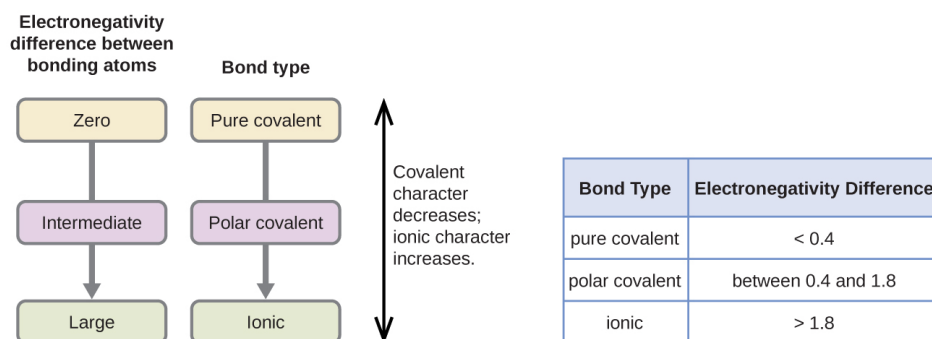 Electronegativity
difference between
bonding atoms
Bond type
Zero
Pure covalent
Intermediate
Polar covalent
Large
Ionic
Covalent
character
decreases;
ionic character
increases.
Bond Type Electronegativity Difference
pure covalent < 0.4
polar covalent between 0.4 and 1.8
ionic > 1.8